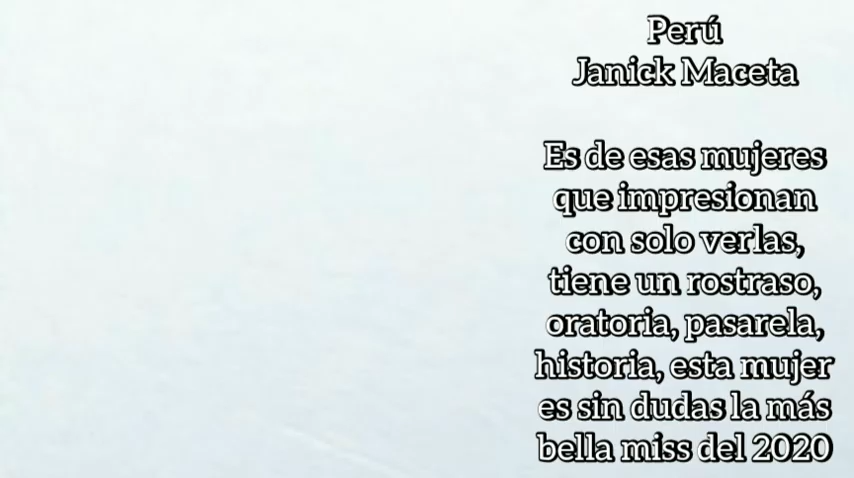 Perú
Janick Maceta
Es de esas mujeres
que impresionan
con solo verlas,
tiene un rostraso,
oratoria, pasarela,
historia, esta mujer
es sin dudas la más
bella miss del 2020